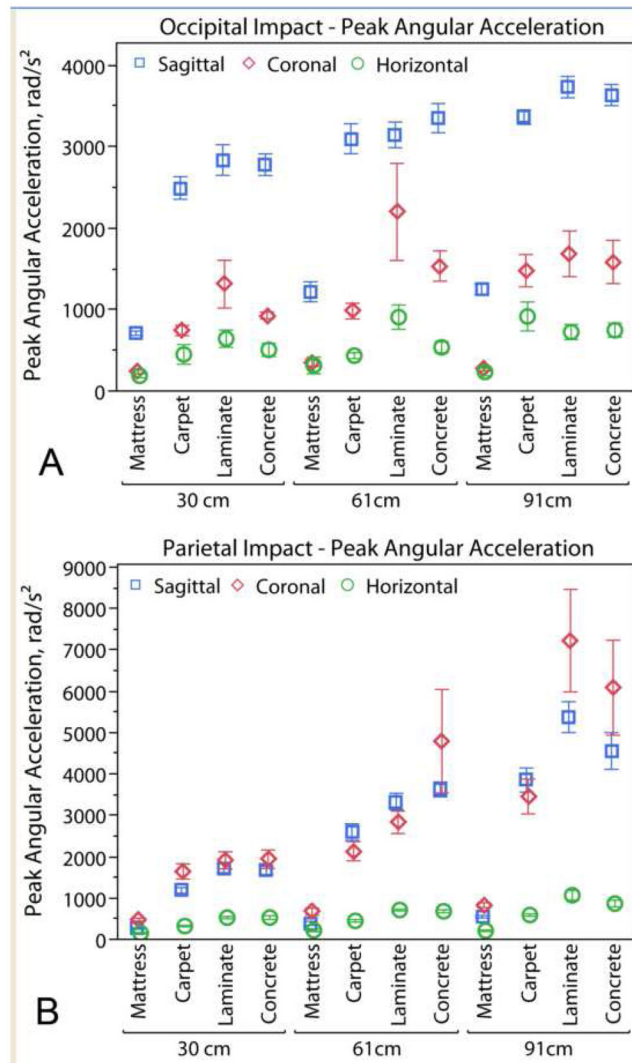 Occipital Impact - Peak Angular Acceleration
Sagittal Coronal Horizontal
Peak Angular Acceleration, rad/s²
4000
3000
2000
1000
0
Mattress Carpet Laminate Concrete Mattress Carpet Laminate Concrete Mattress Carpet Laminate Concrete
30 cm 61cm 91cm
A
Parietal Impact - Peak Angular Acceleration
Sagittal Coronal Horizontal
Peak Angular Acceleration, rad/s²
9000
8000
7000
6000
5000
4000
3000
2000
1000
0
Mattress Carpet Laminate Concrete Mattress Carpet Laminate Concrete Mattress Carpet Laminate Concrete
30 cm 61cm 91cm
B